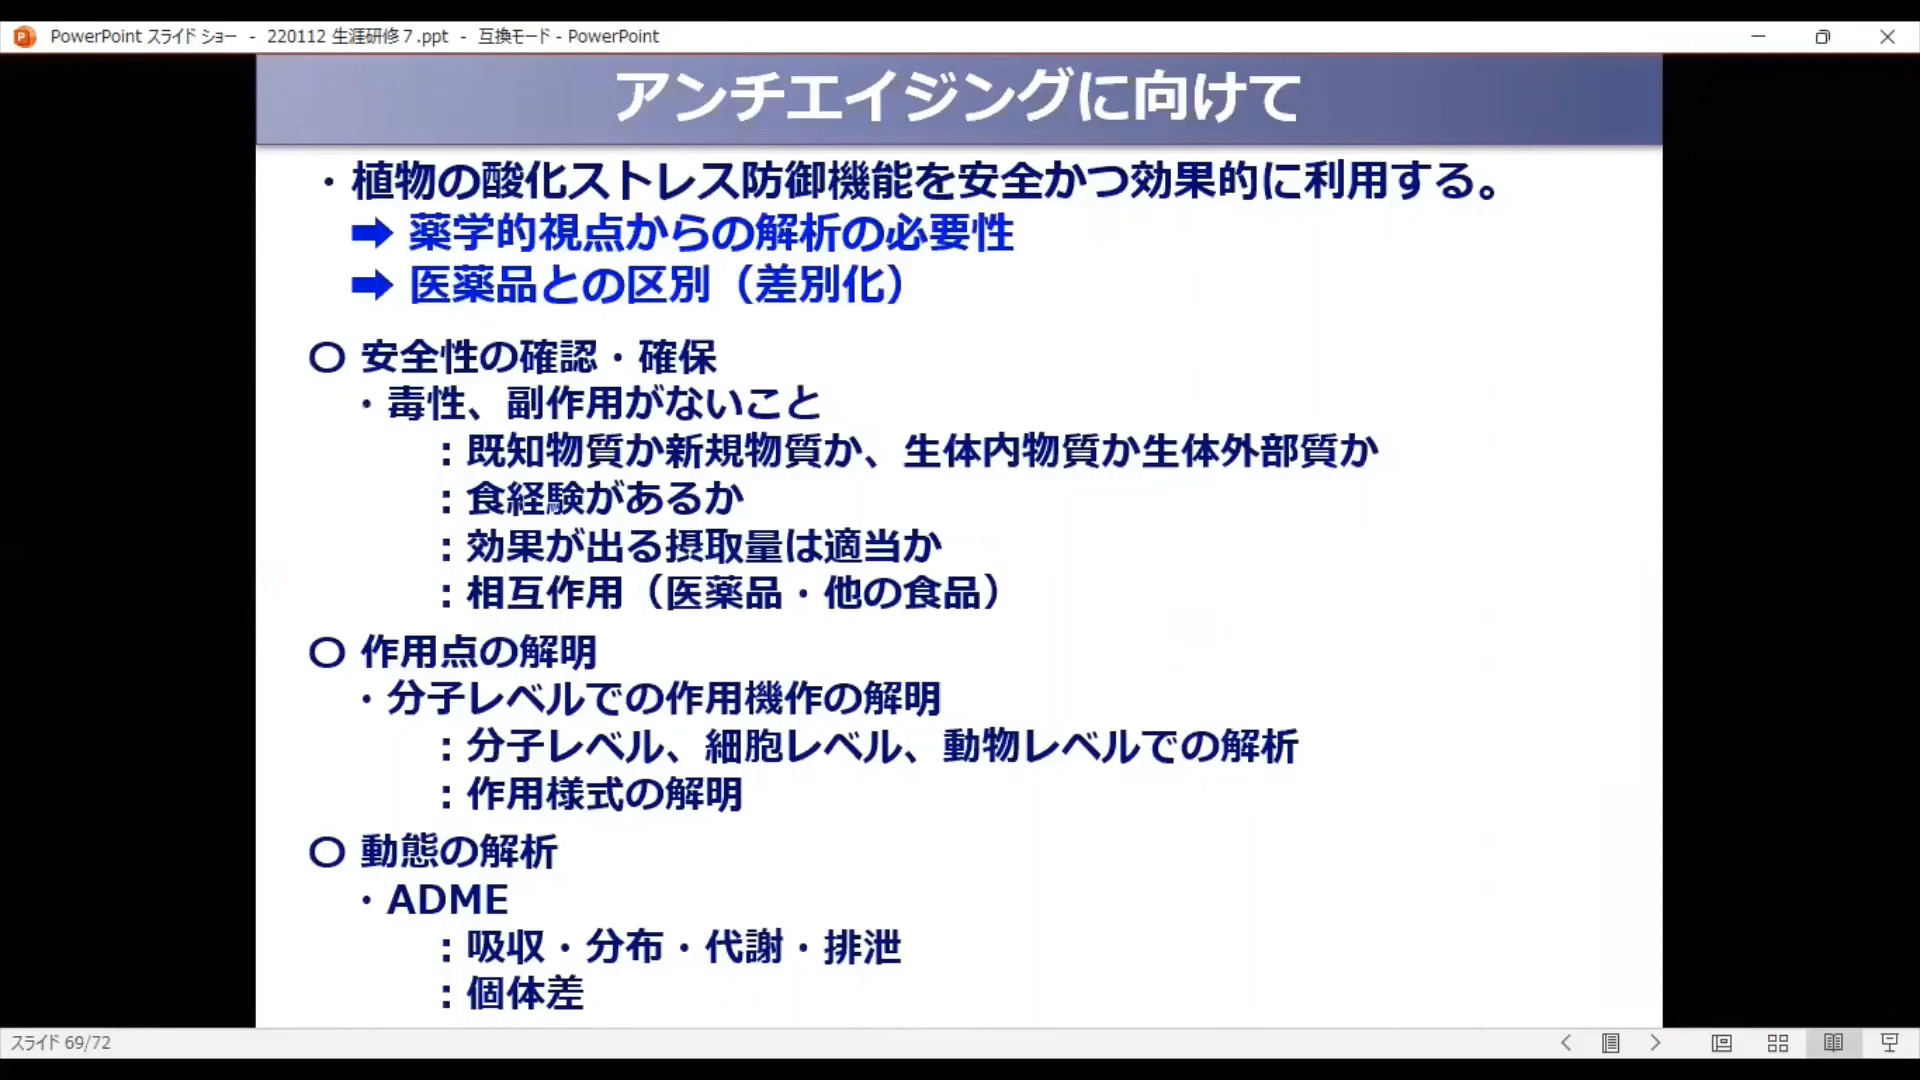 PowerPoint スライド ショー - 220112 生涯研修７.ppt - 互換モード - PowerPoint
アンチエイジングに向けて
・植物の酸化ストレス防御機能を安全かつ効果的に利用する。
➡ 薬学的視点からの解析の必要性
➡ 医薬品との区別（差別化）
〇 安全性の確認・確保
・毒性、副作用がないこと
：既知物質か新規物質か、生体内物質か生体外部質か
：食経験があるか
：効果が出る摂取量は適当か
：相互作用（医薬品・他の食品）
〇 作用点の解明
・分子レベルでの作用機作の解明
：分子レベル、細胞レベル、動物レベルでの解析
：作用様式の解明
〇 動態の解析
・ADME
：吸収・分布・代謝・排泄
：個体差
スライド 69/72